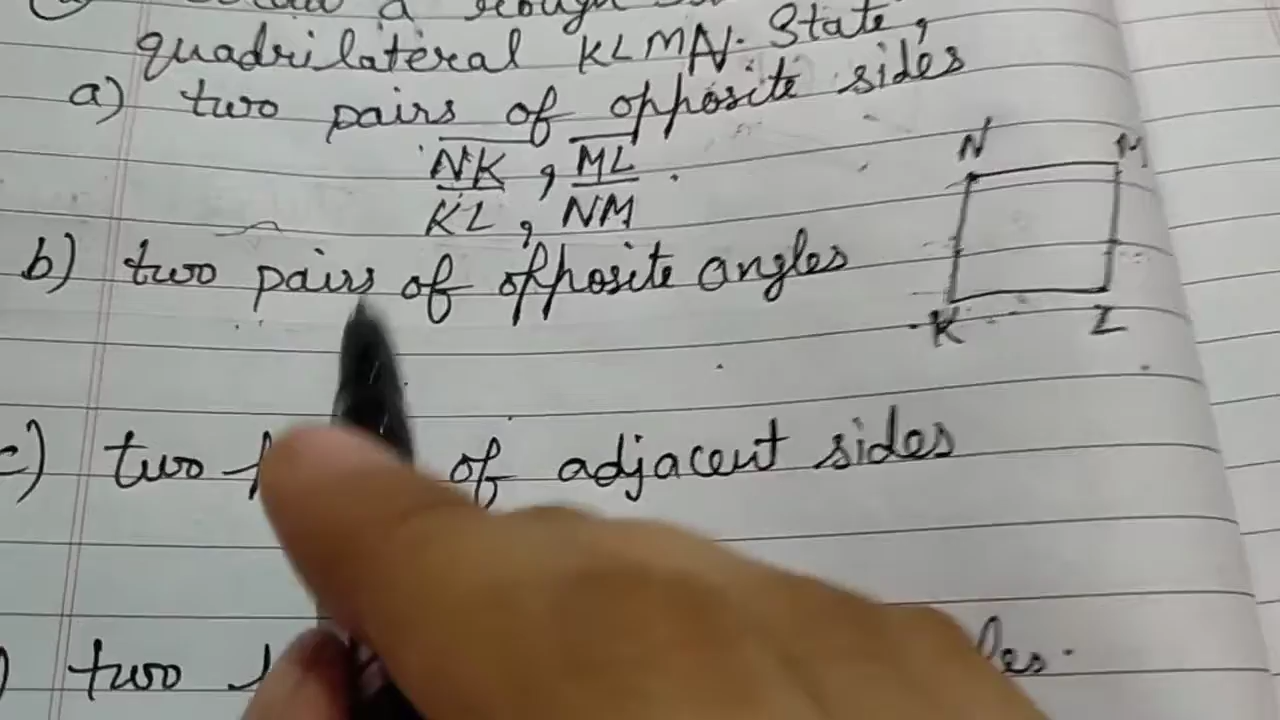 a rough
quadrilateral KLMN. State,
a) two pairs of opposite sides
NK, ML.
KL, NM
b) two pairs of opposite angles
N M
K L
c) two of adjacent sides
two